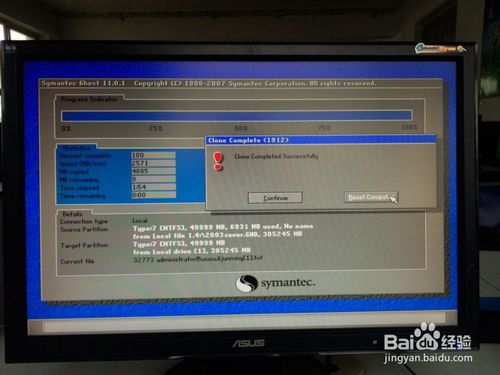 Symantec Ghost 11.0.1 Copyright (C) 1998-2007 Symantec Corporation. All rights reserved.
Progress Indicator
0% 25% 50% 75% 100%
Statistics
Percent complete 100
Speed (MB/min) 2571
MB copied 4885
MB remaining 0
Time elapsed 1:54
Time remaining 0:00
Clone Complete (1912)
Clone Completed Successfully
Continue
Reset Computer
Details
Connection type Local
Source Partition Type:7 [NTFS], 49999 MB, 6931 MB used, No name
from Local file 1.4:\2003sever.GHO, 305245 MB
Target Partition Type:7 [NTFS], 49999 MB
from Local drive [1], 305245 MB
Current file 32773
symantec.
ASUS
Baidu 经验
jingyan.baidu.com